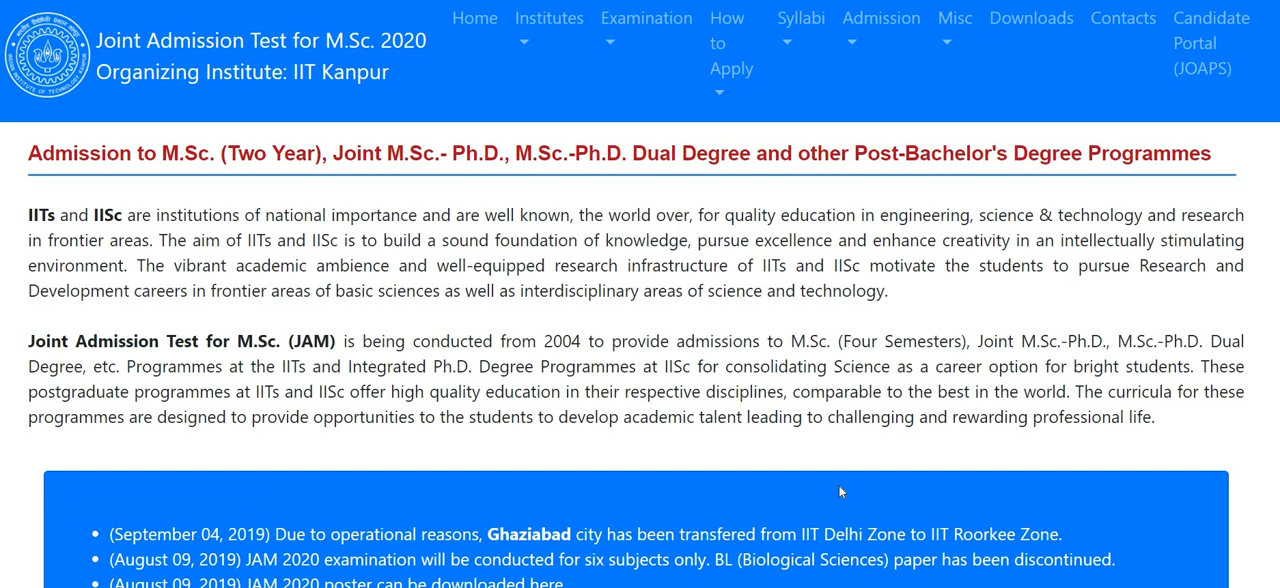 Joint Admission Test for M.Sc. 2020
Organizing Institute: IIT Kanpur
Home Institutes Examination How to Apply Syllabi Admission Misc Downloads Contacts Candidate Portal (JOAPS)
Admission to M.Sc. (Two Year), Joint M.Sc.- Ph.D., M.Sc.-Ph.D. Dual Degree and other Post-Bachelor's Degree Programmes
IITs and IISc are institutions of national importance and are well known, the world over, for quality education in engineering, science & technology and research
in frontier areas. The aim of IITs and IISc is to build a sound foundation of knowledge, pursue excellence and enhance creativity in an intellectually stimulating
environment. The vibrant academic ambience and well-equipped research infrastructure of IITs and IISc motivate the students to pursue Research and
Development careers in frontier areas of basic sciences as well as interdisciplinary areas of science and technology.
Joint Admission Test for M.Sc. (JAM) is being conducted from 2004 to provide admissions to M.Sc. (Four Semesters), Joint M.Sc.-Ph.D., M.Sc.-Ph.D. Dual
Degree, etc. Programmes at the IITs and Integrated Ph.D. Degree Programmes at IISc for consolidating Science as a career option for bright students. These
postgraduate programmes at IITs and IISc offer high quality education in their respective disciplines, comparable to the best in the world. The curricula for these
programmes are designed to provide opportunities to the students to develop academic talent leading to challenging and rewarding professional life.
• (September 04, 2019) Due to operational reasons, Ghaziabad city has been transfered from IIT Delhi Zone to IIT Roorkee Zone.
• (August 09, 2019) JAM 2020 examination will be conducted for six subjects only. BL (Biological Sciences) paper has been discontinued.
• (August 09, 2019) JAM 2020 poster can be downloaded here.